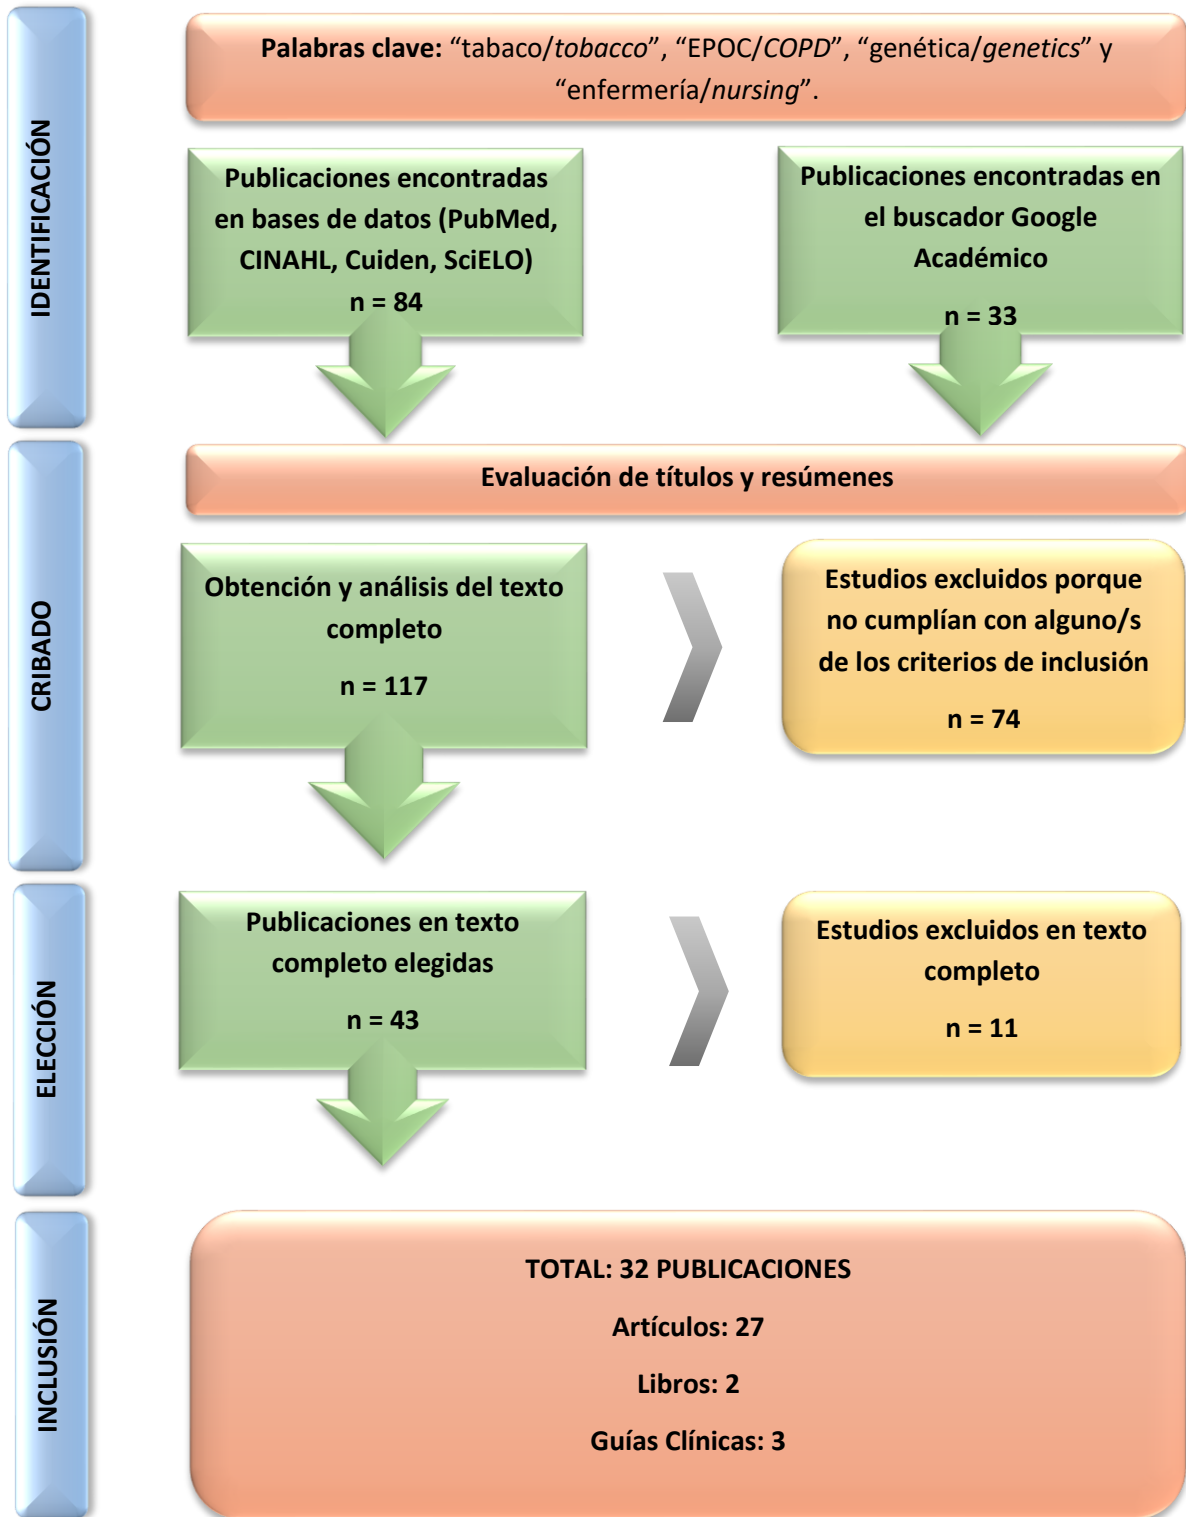 IDENTIFICACIÓN
Palabras clave: “tabaco/tobacco”, “EPOC/COPD”, “genética/genetics” y
“enfermería/nursing”.
Publicaciones encontradas
en bases de datos (PubMed,
CINAHL, Cuiden, SciELO)
n = 84
Publicaciones encontradas en
el buscador Google
Académico
n = 33
CRIBADO
Evaluación de títulos y resúmenes
Obtención y análisis del texto
completo
n = 117
Estudios excluidos porque
no cumplían con alguno/s
de los criterios de inclusión
n = 74
ELECCIÓN
Publicaciones en texto
completo elegidas
n = 43
Estudios excluidos en texto
completo
n = 11
INCLUSIÓN
TOTAL: 32 PUBLICACIONES
Artículos: 27
Libros: 2
Guías Clínicas: 3